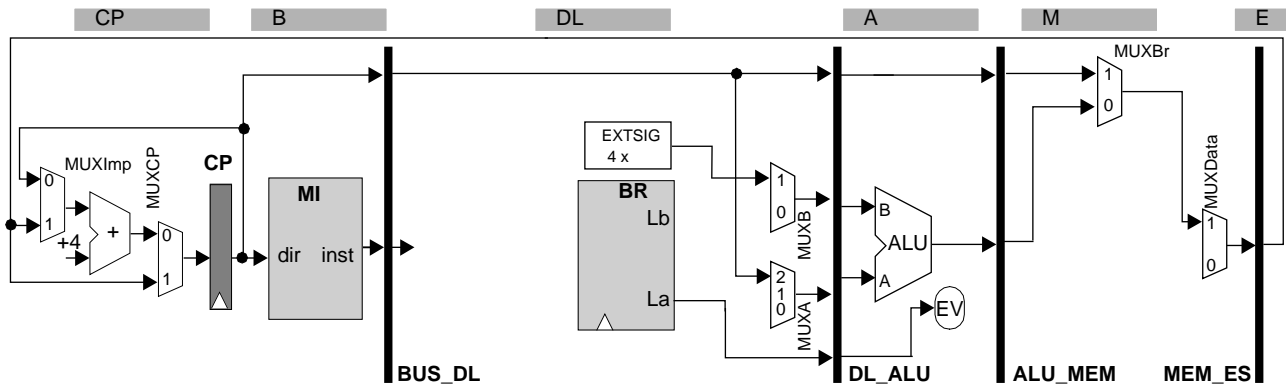 CP B DL A M E
MUXBr
1
0
EXTSIG
4 x
MUXImp
MUXCP
CP
MI
BR
MUXData
0
1
+4
+
0
1
dir inst
Lb
La
1
0
MUXB
2
1
0
MUXA
B
ALU
A
EV
1
0
BUS_DL DL_ALU ALU_MEM MEM_ES